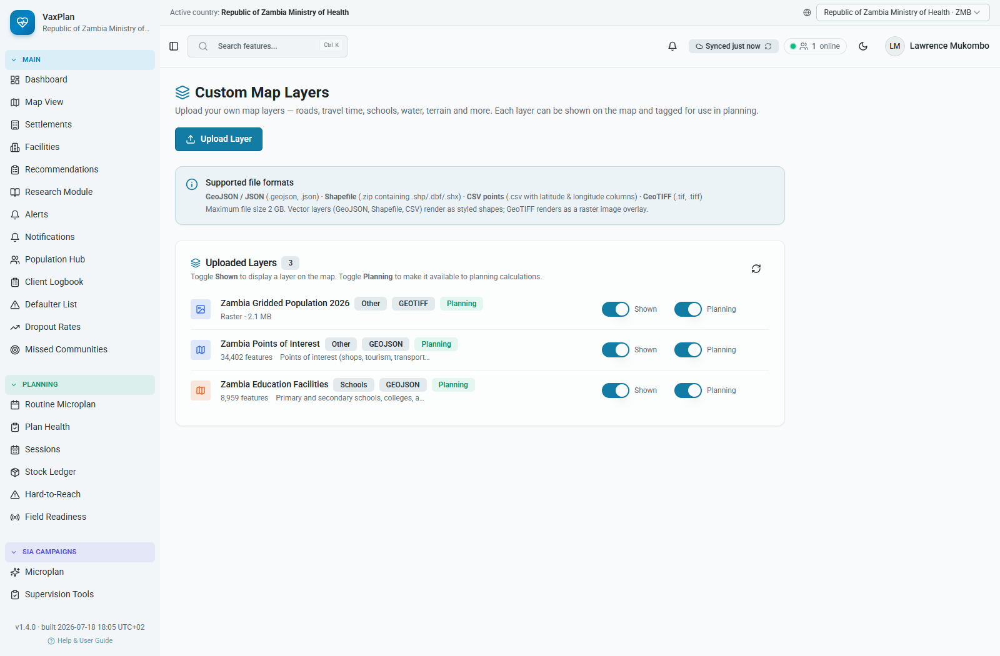 VaxPlan
Republic of Zambia Ministry of...
MAIN
Dashboard
Map View
Settlements
Facilities
Recommendations
Research Module
Alerts
Notifications
Population Hub
Client Logbook
Defaulter List
Dropout Rates
Missed Communities
PLANNING
Routine Microplan
Plan Health
Sessions
Stock Ledger
Hard-to-Reach
Field Readiness
SIA CAMPAIGNS
Microplan
Supervision Tools
v1.4.0 · built 2026-07-18 18:05 UTC+02
Help & User Guide
Active country: Republic of Zambia Ministry of Health
Republic of Zambia Ministry of Health · ZMB
Search features... Ctrl K
Synced just now
1 online
LM Lawrence Mukombo
Custom Map Layers
Upload your own map layers — roads, travel time, schools, water, terrain and more. Each layer can be shown on the map and tagged for use in planning.
Upload Layer
Supported file formats
GeoJSON / JSON (.geojson, .json) · Shapefile (.zip containing .shp/.dbf/.shx) · CSV points (.csv with latitude & longitude columns) · GeoTIFF (.tif, .tiff)
Maximum file size 2 GB. Vector layers (GeoJSON, Shapefile, CSV) render as styled shapes; GeoTIFF renders as a raster image overlay.
Uploaded Layers 3
Toggle Shown to display a layer on the map. Toggle Planning to make it available to planning calculations.
Zambia Gridded Population 2026 Other GEOTIFF Planning
Raster · 2.1 MB
Shown Planning
Zambia Points of Interest Other GEOJSON Planning
34,402 features Points of interest (shops, tourism, transport...
Shown Planning
Zambia Education Facilities Schools GEOJSON Planning
8,959 features Primary and secondary schools, colleges, a...
Shown Planning